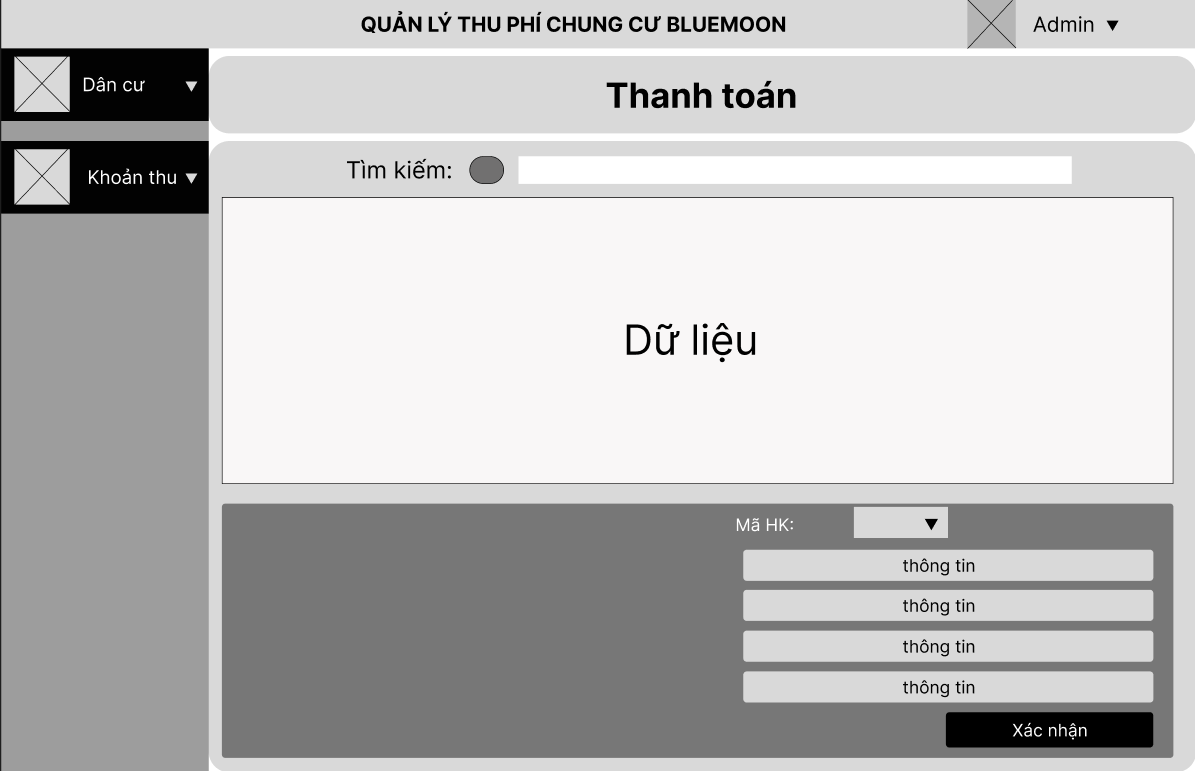 QUẢN LÝ THU PHÍ CHUNG CƯ BLUEMOON
Admin
Dân cư
Khoản thu
Thanh toán
Tìm kiếm:
Dữ liệu
Mã HK:
thông tin
thông tin
thông tin
thông tin
Xác nhận